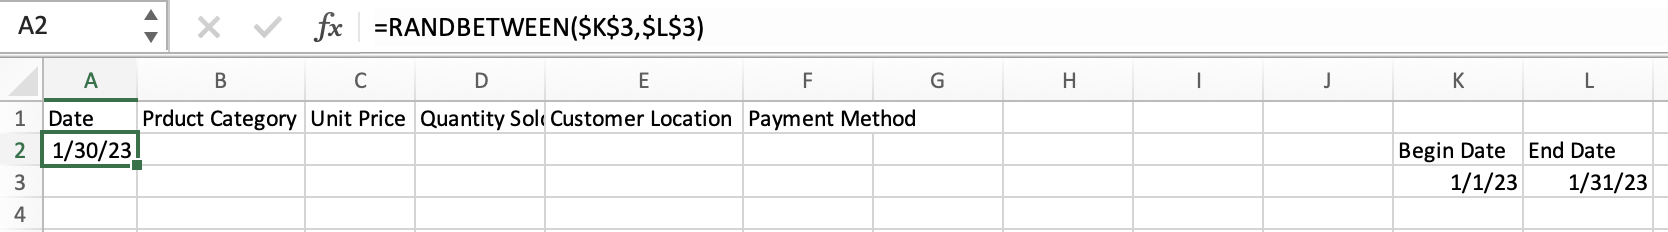 A2 fx =RANDBETWEEN($K$3,$L$3)
A B C D E F G H I J K L
1 Date Prduct Category Unit Price Quantity Sol Customer Location Payment Method
2 1/30/23 Begin Date End Date
3 1/1/23 1/31/23
4